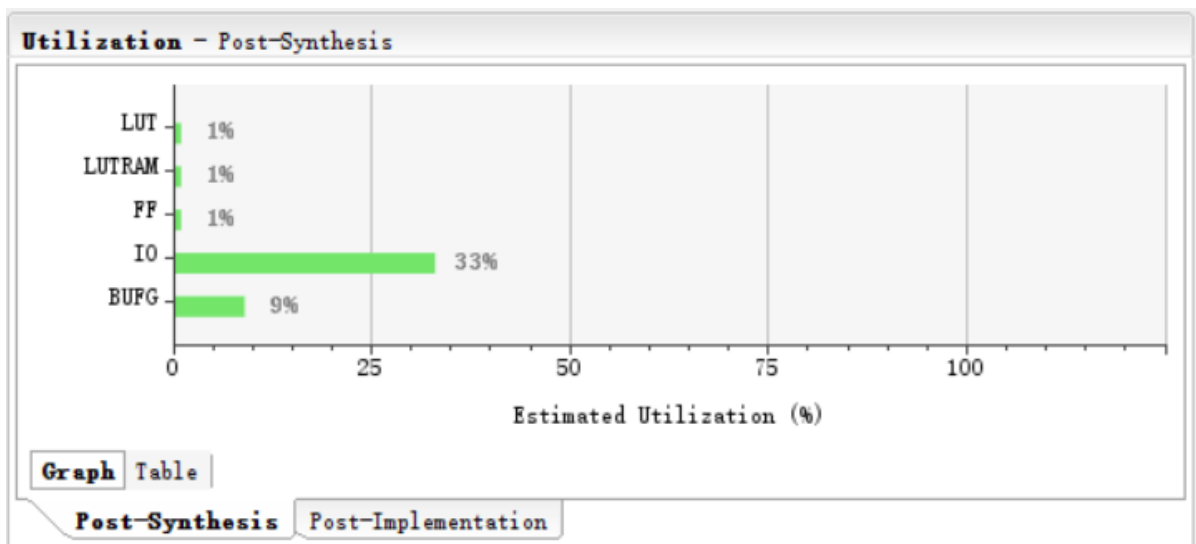 Utilization - Post-Synthesis
LUT 1%
LUTRAM 1%
FF 1%
IO 33%
BUFG 9%
0 25 50 75 100
Estimated Utilization (%)
Graph Table
Post-Synthesis Post-Implementation